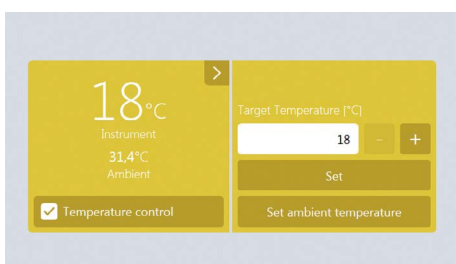 18°C
Instrument
31,4°C
Ambient
Temperature control
Target Temperature [°C]
18 - +
Set
Set ambient temperature